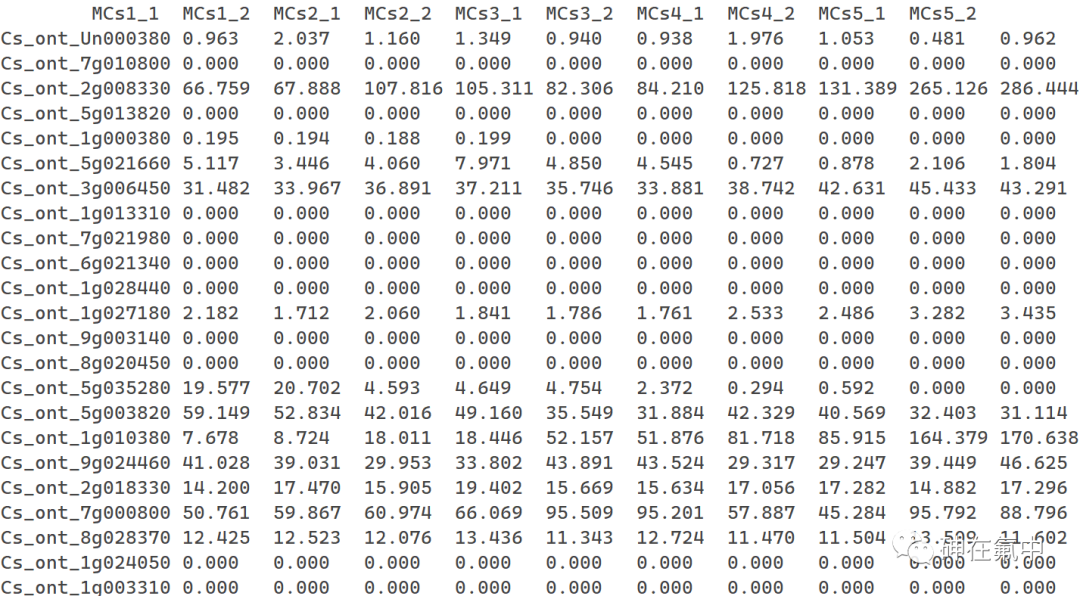 MCs1_1 MCs1_2 MCs2_1 MCs2_2 MCs3_1 MCs3_2 MCs4_1 MCs4_2 MCs5_1 MCs5_2
Cs_ont_Un000380 0.963 2.037 1.160 1.349 0.940 0.938 1.976 1.053 0.481 0.962
Cs_ont_7g010800 0.000 0.000 0.000 0.000 0.000 0.000 0.000 0.000 0.000 0.000
Cs_ont_2g008330 66.759 67.888 107.816 105.311 82.306 84.210 125.818 131.389 265.126 286.444
Cs_ont_5g013820 0.000 0.000 0.000 0.000 0.000 0.000 0.000 0.000 0.000 0.000
Cs_ont_1g000380 0.195 0.194 0.188 0.199 0.000 0.000 0.000 0.000 0.000 0.000
Cs_ont_5g021660 5.117 3.446 4.060 7.971 4.850 4.545 0.727 0.878 2.106 1.804
Cs_ont_3g006450 31.482 33.967 36.891 37.211 35.746 33.881 38.742 42.631 45.433 43.291
Cs_ont_1g013310 0.000 0.000 0.000 0.000 0.000 0.000 0.000 0.000 0.000 0.000
Cs_ont_7g021980 0.000 0.000 0.000 0.000 0.000 0.000 0.000 0.000 0.000 0.000
Cs_ont_6g021340 0.000 0.000 0.000 0.000 0.000 0.000 0.000 0.000 0.000 0.000
Cs_ont_1g028440 0.000 0.000 0.000 0.000 0.000 0.000 0.000 0.000 0.000 0.000
Cs_ont_1g027180 2.182 1.712 2.060 1.841 1.786 1.761 2.533 2.486 3.282 3.435
Cs_ont_9g003140 0.000 0.000 0.000 0.000 0.000 0.000 0.000 0.000 0.000 0.000
Cs_ont_8g020450 0.000 0.000 0.000 0.000 0.000 0.000 0.000 0.000 0.000 0.000
Cs_ont_5g035280 19.577 20.702 4.593 4.649 4.754 2.372 0.294 0.592 0.000 0.000
Cs_ont_5g003820 59.149 52.834 42.016 49.160 35.549 31.884 42.329 40.569 32.403 31.114
Cs_ont_1g010380 7.678 8.724 18.011 18.446 52.157 51.876 81.718 85.915 164.379 170.638
Cs_ont_9g024460 41.028 39.031 29.953 33.802 43.891 43.524 29.317 29.247 39.449 46.625
Cs_ont_2g018330 14.200 17.470 15.905 19.402 15.669 15.634 17.056 17.282 14.882 17.296
Cs_ont_7g000800 50.761 59.867 60.974 66.069 95.509 95.201 57.887 45.284 95.792 88.796
Cs_ont_8g028370 12.425 12.523 12.076 13.436 11.343 12.724 11.470 11.504 13.509 11.602
Cs_ont_1g024050 0.000 0.000 0.000 0.000 0.000 0.000 0.000 0.000 0.000 0.000
Cs_ont_1g003310 0.000 0.000 0.000 0.000 0.000 0.000 0.000 0.000 0.000 0.000